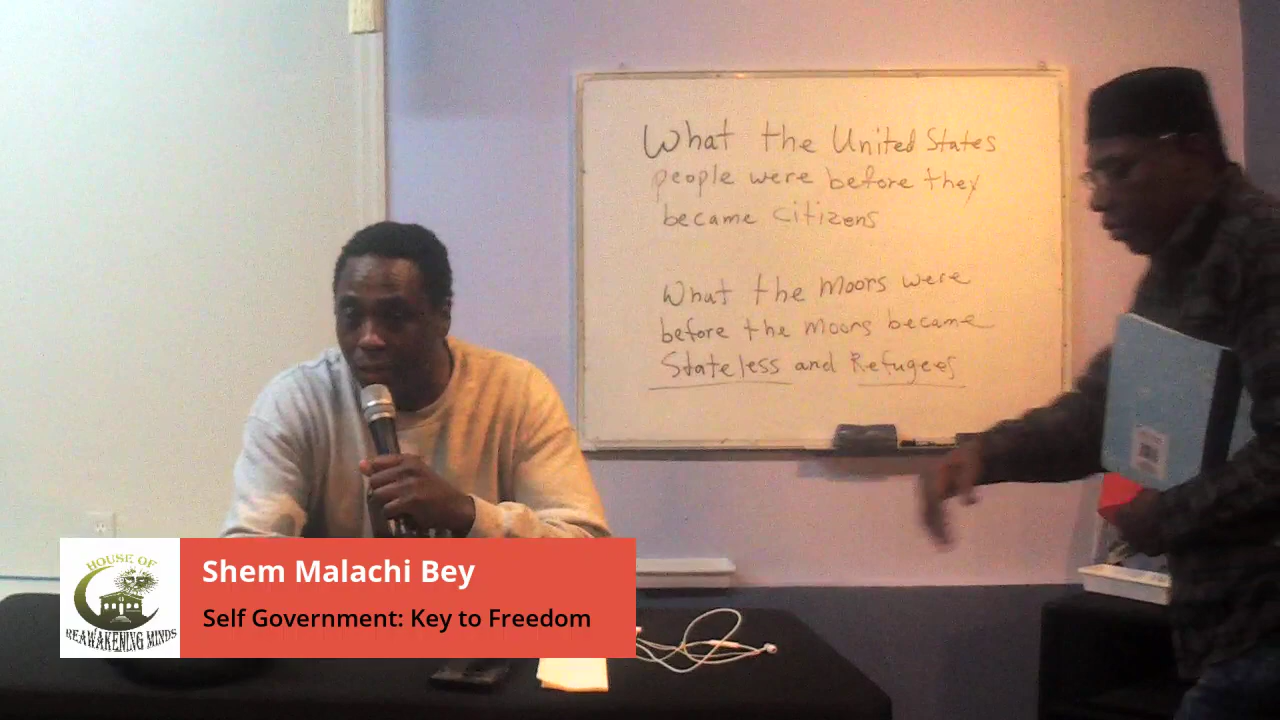 What the United States
people were before they
became citizens
What the Moors were
before the Moors became
Stateless and Refugees
HOUSE OF
REAWAKENING MINDS
Shem Malachi Bey
Self Government: Key to Freedom